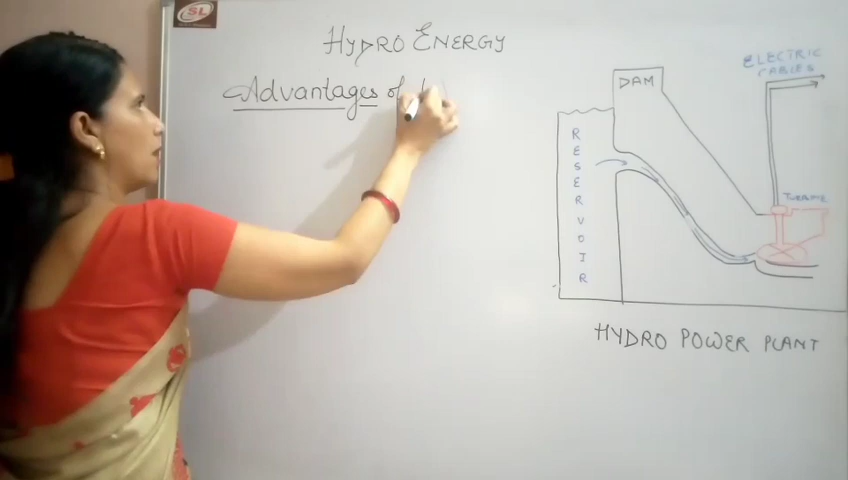 SL
HYDRO ENERGY
Advantages of
DAM
RESERVOIR
ELECTRIC
CABLES
TURBINE
HYDRO POWER PLANT